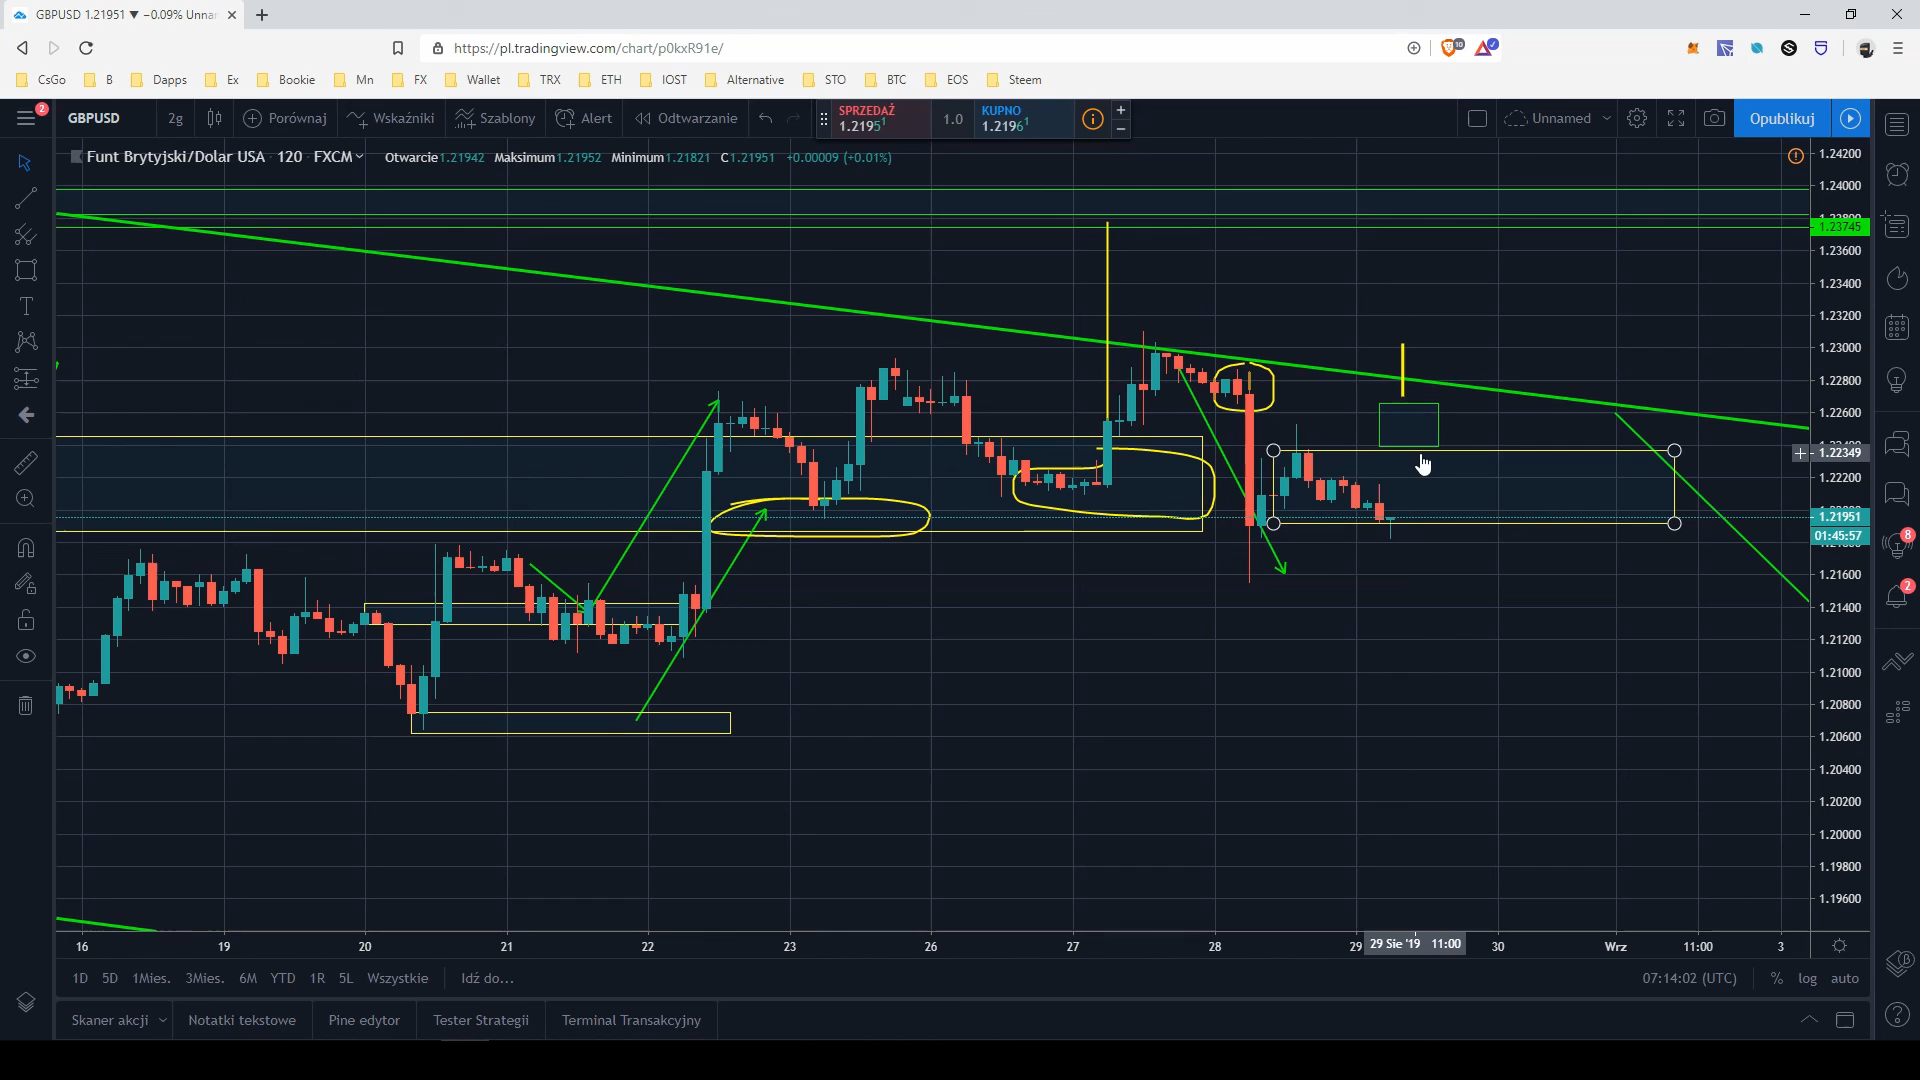 GBPUSD 1.21951 ▼ −0.09% Unna
https://pl.tradingview.com/chart/p0kxR91e/
10
CsGo B Dapps Ex Bookie Mn FX Wallet TRX ETH IOST Alternative STO BTC EOS Steem
2 GBPUSD 2g Porównaj Wskaźniki Szablony Alert Odtwarzanie
SPRZEDAŻ 1.0 KUPNO
1.21951 1.21961
Unnamed Opublikuj
Funt Brytyjski/Dolar USA 120 FXCM Otwarcie1.21942 Maksimum1.21952 Minimum1.21821 C1.21951 +0.00009 (+0.01%)
1.24200
1.24000
1.23745
1.23600
1.23400
1.23200
1.23000
1.22800
1.22600
1.22349
1.22200
1.21951
01:45:57
1.21600
1.21400
1.21200
1.21000
1.20800
1.20600
1.20400
1.20200
1.20000
1.19800
1.19600
8
2
16 19 20 21 22 23 26 27 28 29 29 Sie '19 11:00 30 Wrz 11:00 3
1D 5D 1Mies. 3Mies. 6M YTD 1R 5L Wszystkie Idź do... 07:14:02 (UTC) % log auto
Skaner akcji Notatki tekstowe Pine edytor Tester Strategii Terminal Transakcyjny